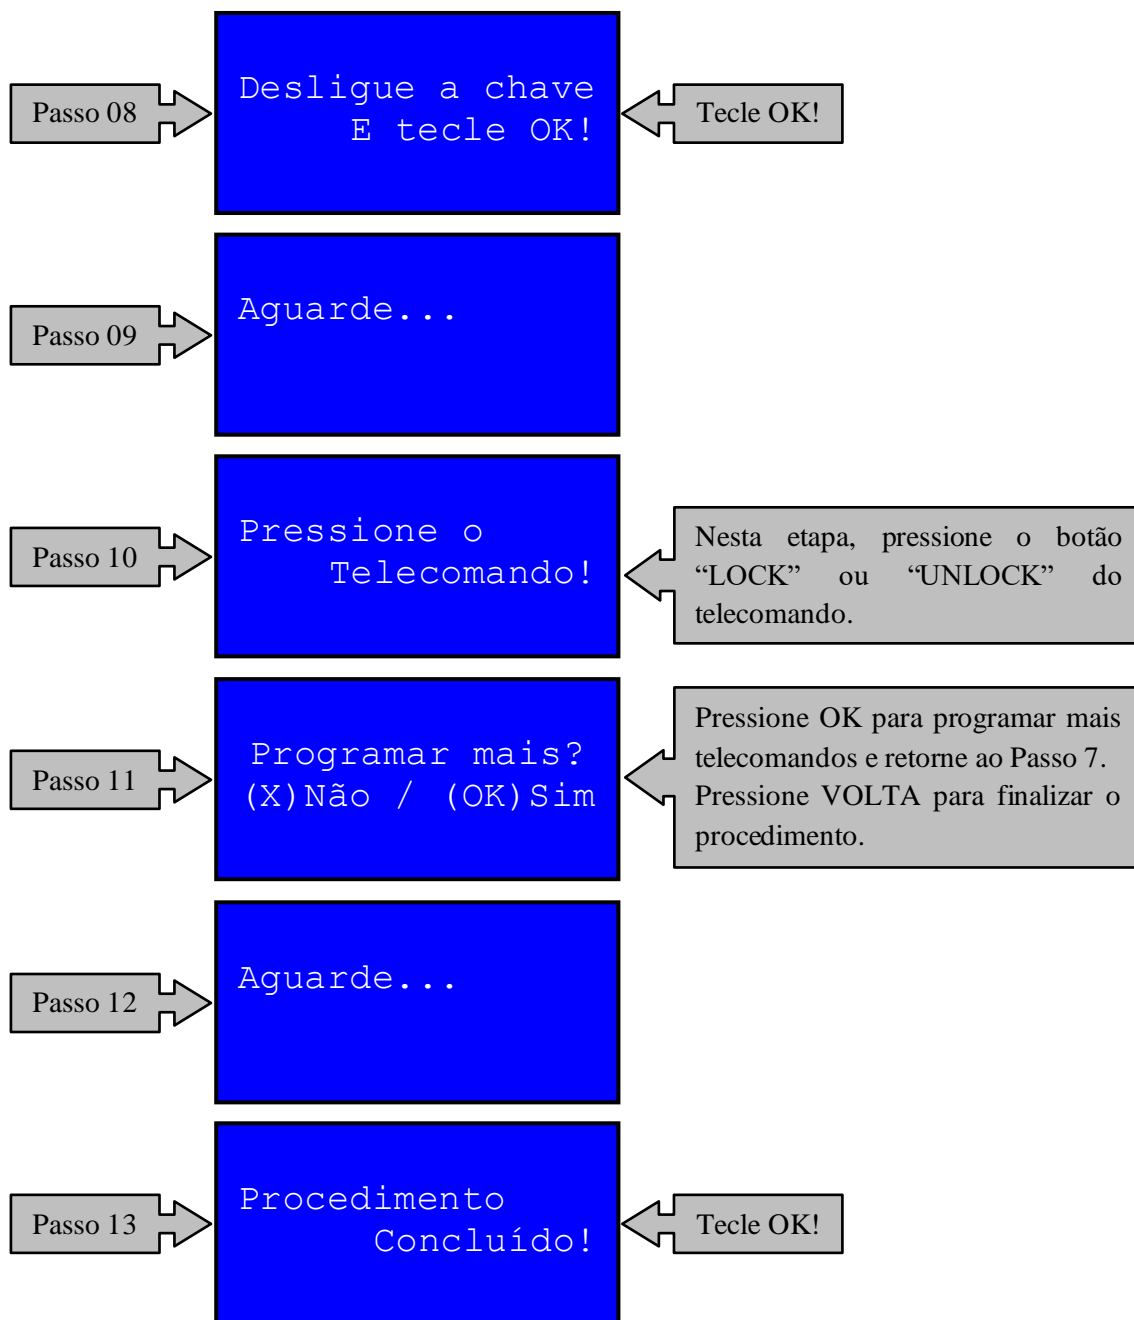 Passo 08
Desligue a chave
E tecle OK!
Tecle OK!
Passo 09
Aguarde...
Passo 10
Pressione o
Telecomando!
Nesta etapa, pressione o botão
“LOCK” ou “UNLOCK” do
telecomando.
Passo 11
Programar mais?
(X)Não / (OK)Sim
Pressione OK para programar mais
telecomandos e retorne ao Passo 7.
Pressione VOLTA para finalizar o
procedimento.
Passo 12
Aguarde...
Passo 13
Procedimento
Concluído!
Tecle OK!